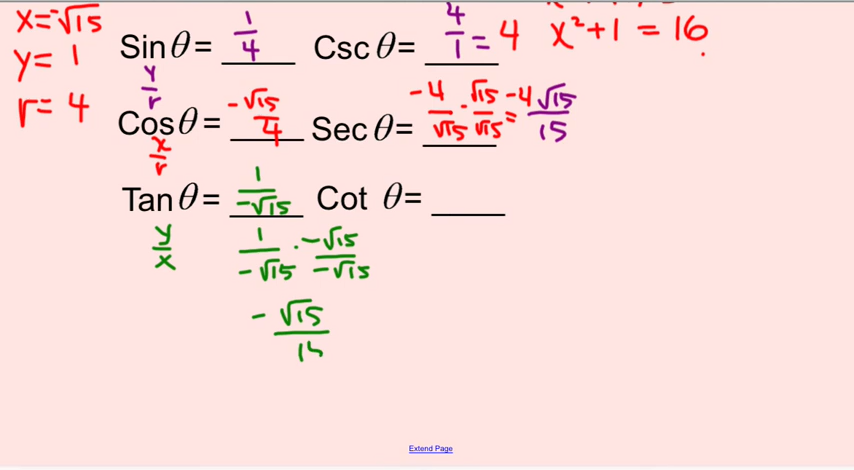 x=-√15
y= 1
r= 4
x²+1 = 16
Sin θ = 1/4
y/r
Csc θ = 4/1 = 4
Cos θ = -√15/4
x/r
Sec θ = -4/√15 · √15/√15 = -4√15/15
Tan θ = 1/-√15
y/x
1/-√15 · -√15/-√15
-√15/15
Cot θ = ____
Extend Page